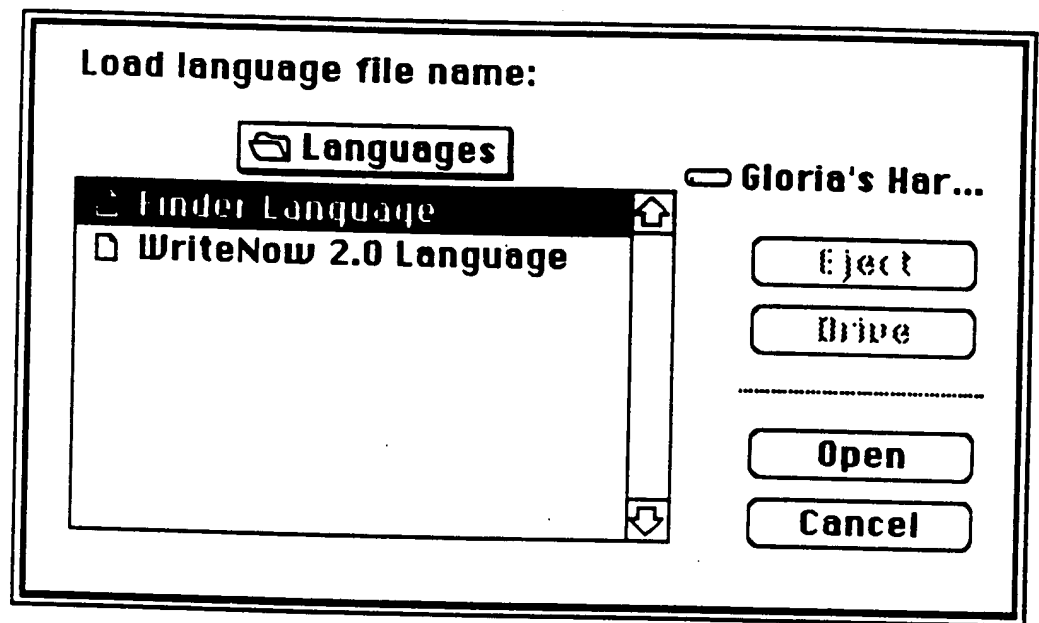 Load language file name:
Languages
Gloria's Har...
Finder Language
WriteNow 2.0 Language
Eject
Drive
Open
Cancel